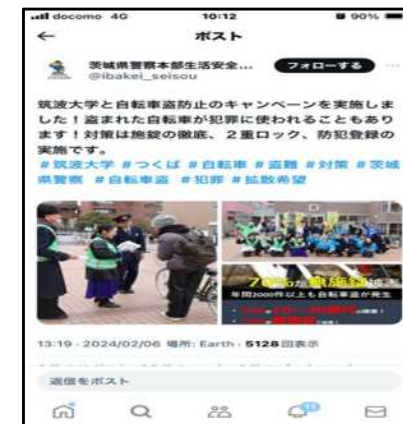 docomo 4G 10:12 90%
ポスト
茨城県警察本部生活安全... フォローする
@ibakei_seisou
筑波大学と自転車盗防止のキャンペーンを実施しま
した！盗まれた自転車が犯罪に使われることもあり
ます！対策は施錠の徹底、２重ロック、防犯登録の
実施です。
#筑波大学 #つくば #自転車 #盗難 #対策 #茨城
県警察 #自転車盗 #犯罪 #拡散希望
70%が無施錠被害
年間2000件以上も自転車盗が発生
13:19 · 2024/02/06 場所: Earth · 5128 回表示
返信をポスト
11